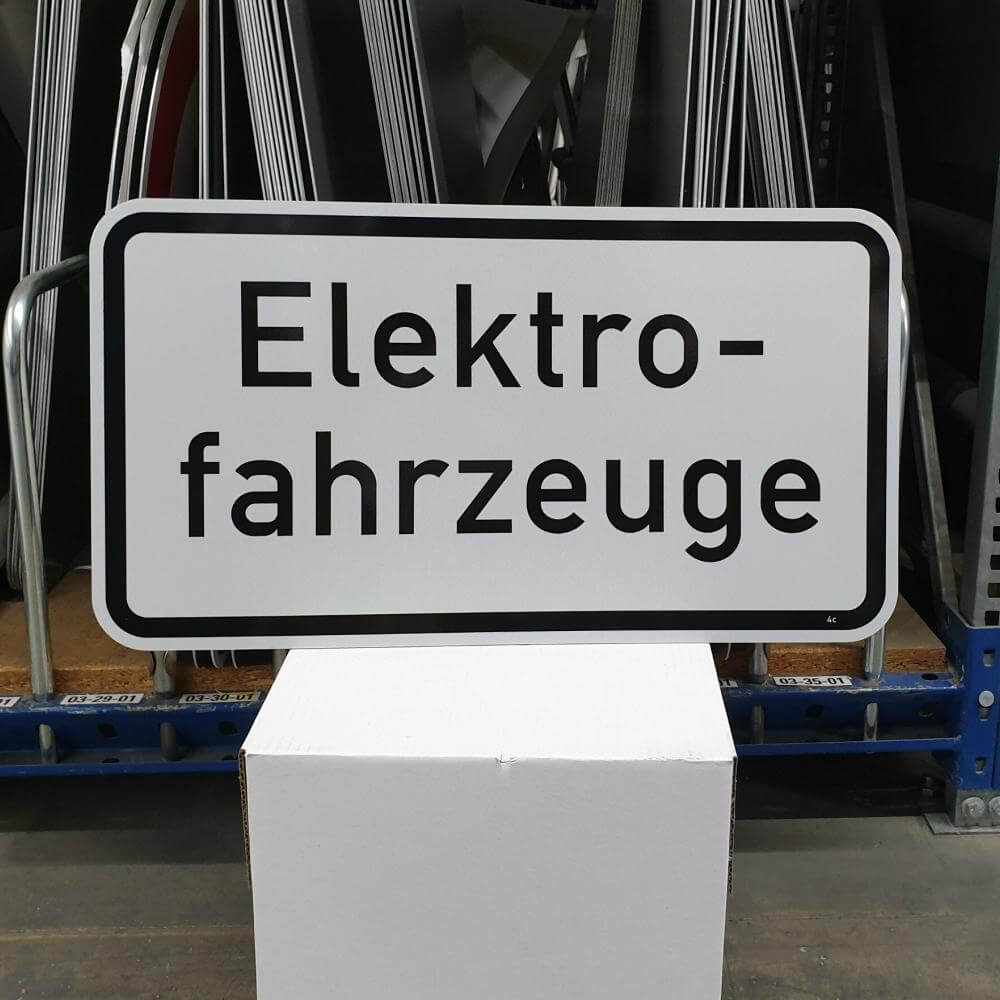 Elektro-
fahrzeuge
4c
03-29-01
03-30-01
03-35-01